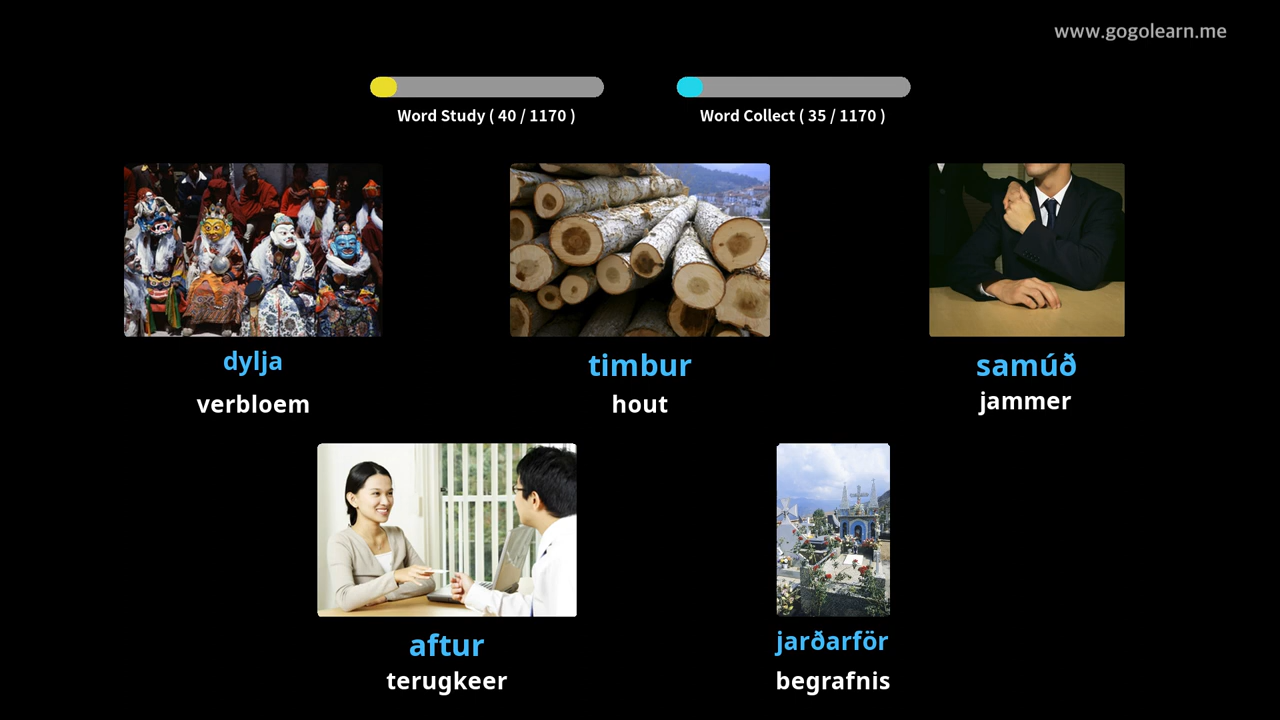 www.gogolearn.me
Word Study ( 40 / 1170 )
Word Collect ( 35 / 1170 )
dylja
verbloem
timbur
hout
samúð
jammer
aftur
terugkeer
jarðarför
begrafnis